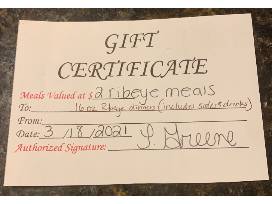 GIFT
CERTIFICATE
Meals Valued at $ 2 ribeye meals
To: 16 oz Ribeye dinners (includes salad & drinks)
From:
Date: 3 / 18 / 2021 J. Greene
Authorized Signature: